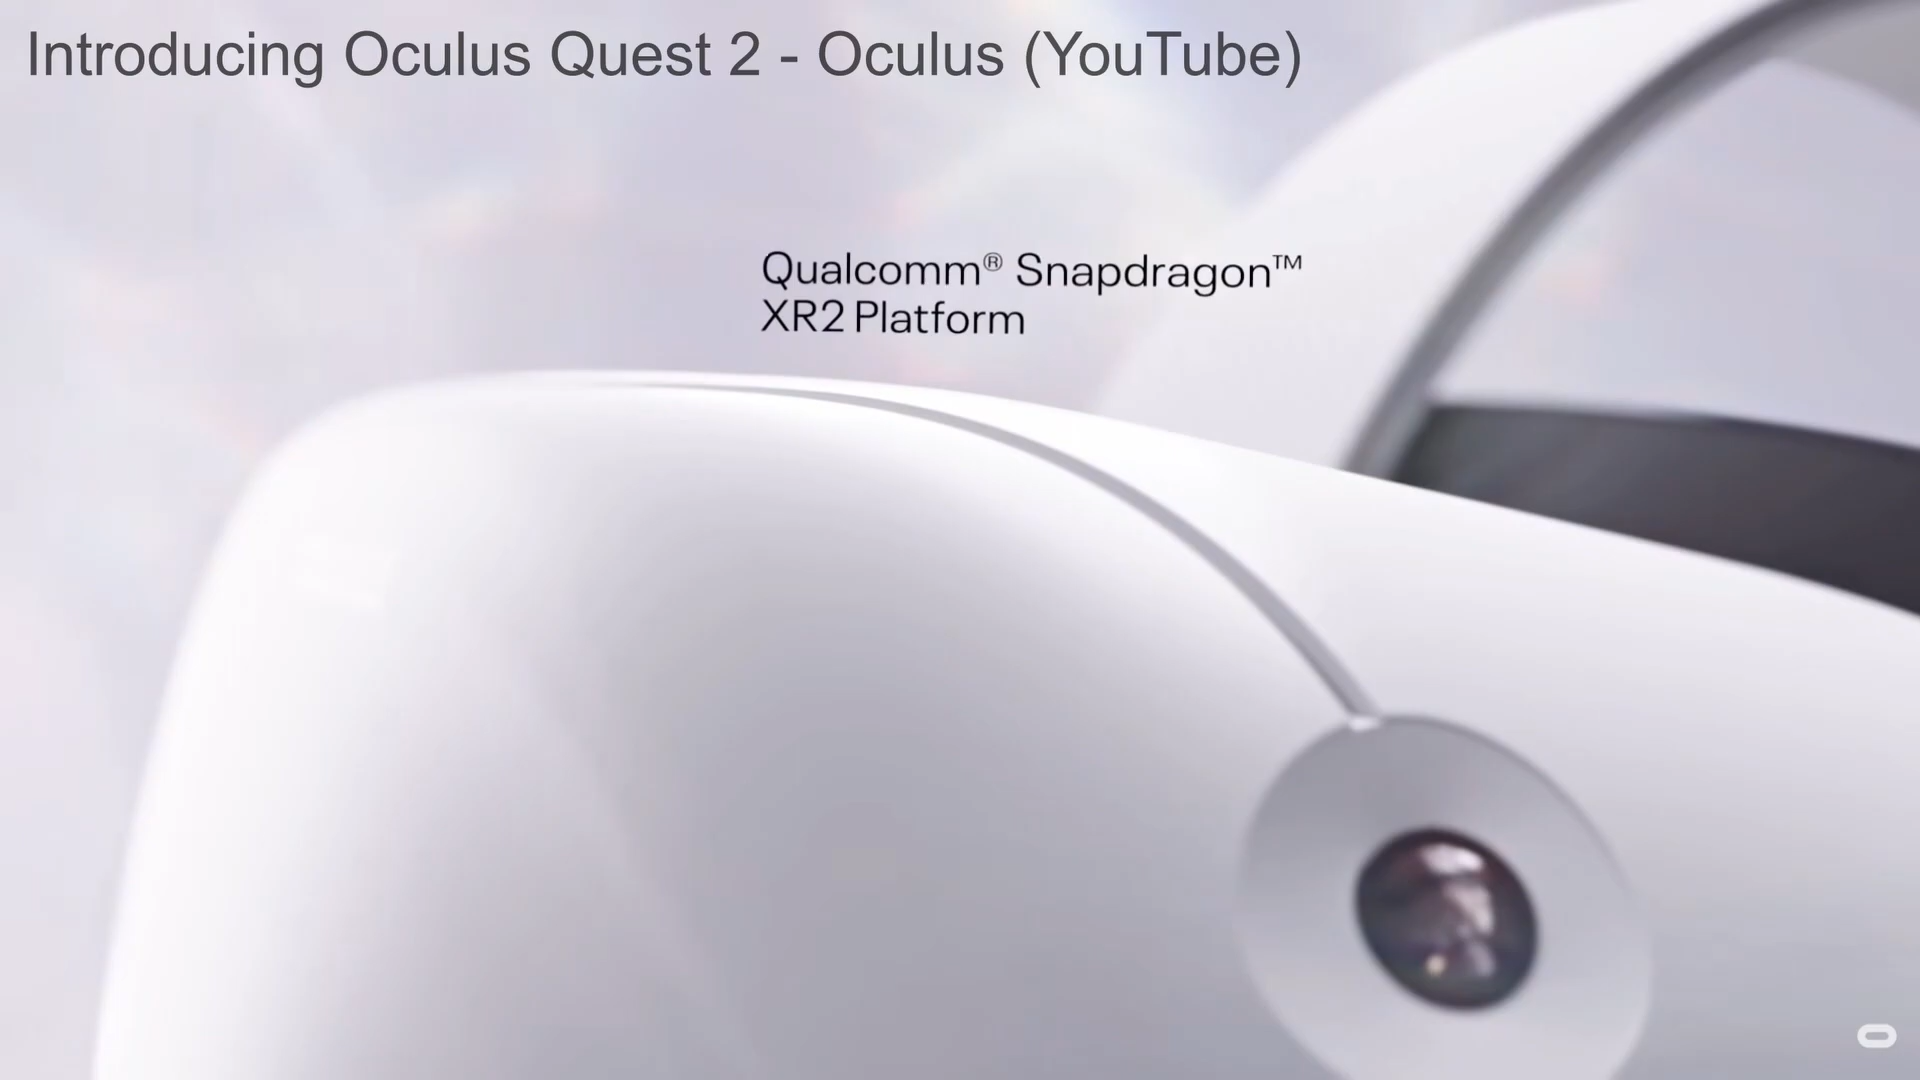 Introducing Oculus Quest 2 - Oculus (YouTube)
Qualcomm® Snapdragon™
XR2 Platform